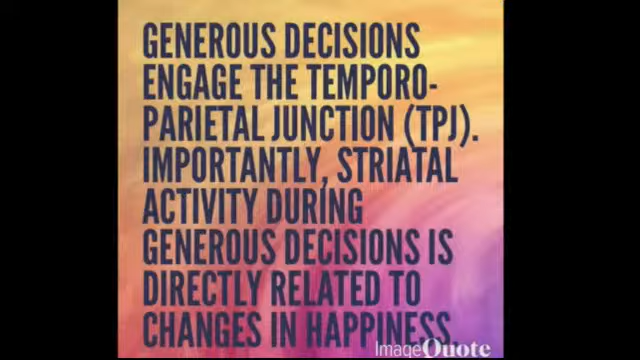 GENEROUS DECISIONS
ENGAGE THE TEMPORO-
PARIETAL JUNCTION (TPJ).
IMPORTANTLY, STRIATAL
ACTIVITY DURING
GENEROUS DECISIONS IS
DIRECTLY RELATED TO
CHANGES IN HAPPINESS.
ImageQuote